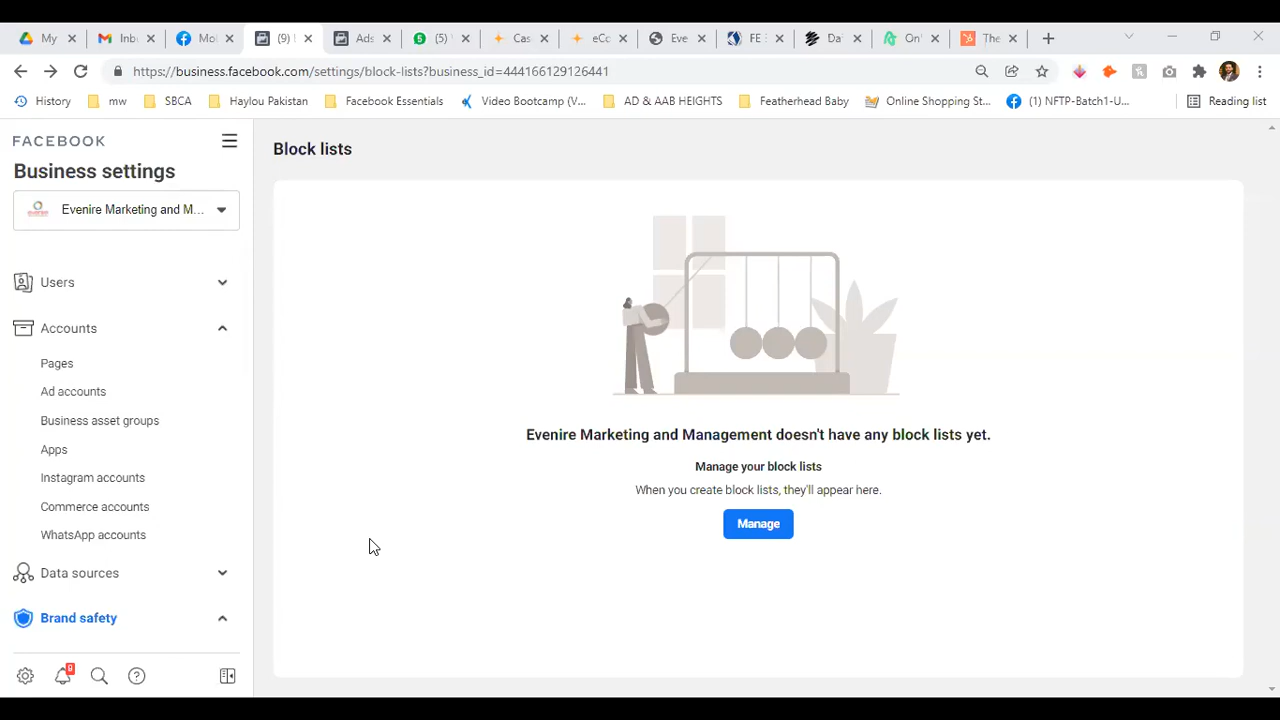 My
Inb
Mo
(9)
Ads
(5)
Cas
eCc
Eve
FE
Da
On'
The
https://business.facebook.com/settings/block-lists?business_id=444166129126441
History
mw
SBCA
Haylou Pakistan
Facebook Essentials
Video Bootcamp (V...
AD & AAB HEIGHTS
Featherhead Baby
Online Shopping St...
(1) NFTP-Batch1-U...
Reading list
FACEBOOK
Business settings
Evenire Marketing and M...
Users
Accounts
Pages
Ad accounts
Business asset groups
Apps
Instagram accounts
Commerce accounts
WhatsApp accounts
Data sources
Brand safety
9
Block lists
Evenire Marketing and Management doesn't have any block lists yet.
Manage your block lists
When you create block lists, they'll appear here.
Manage